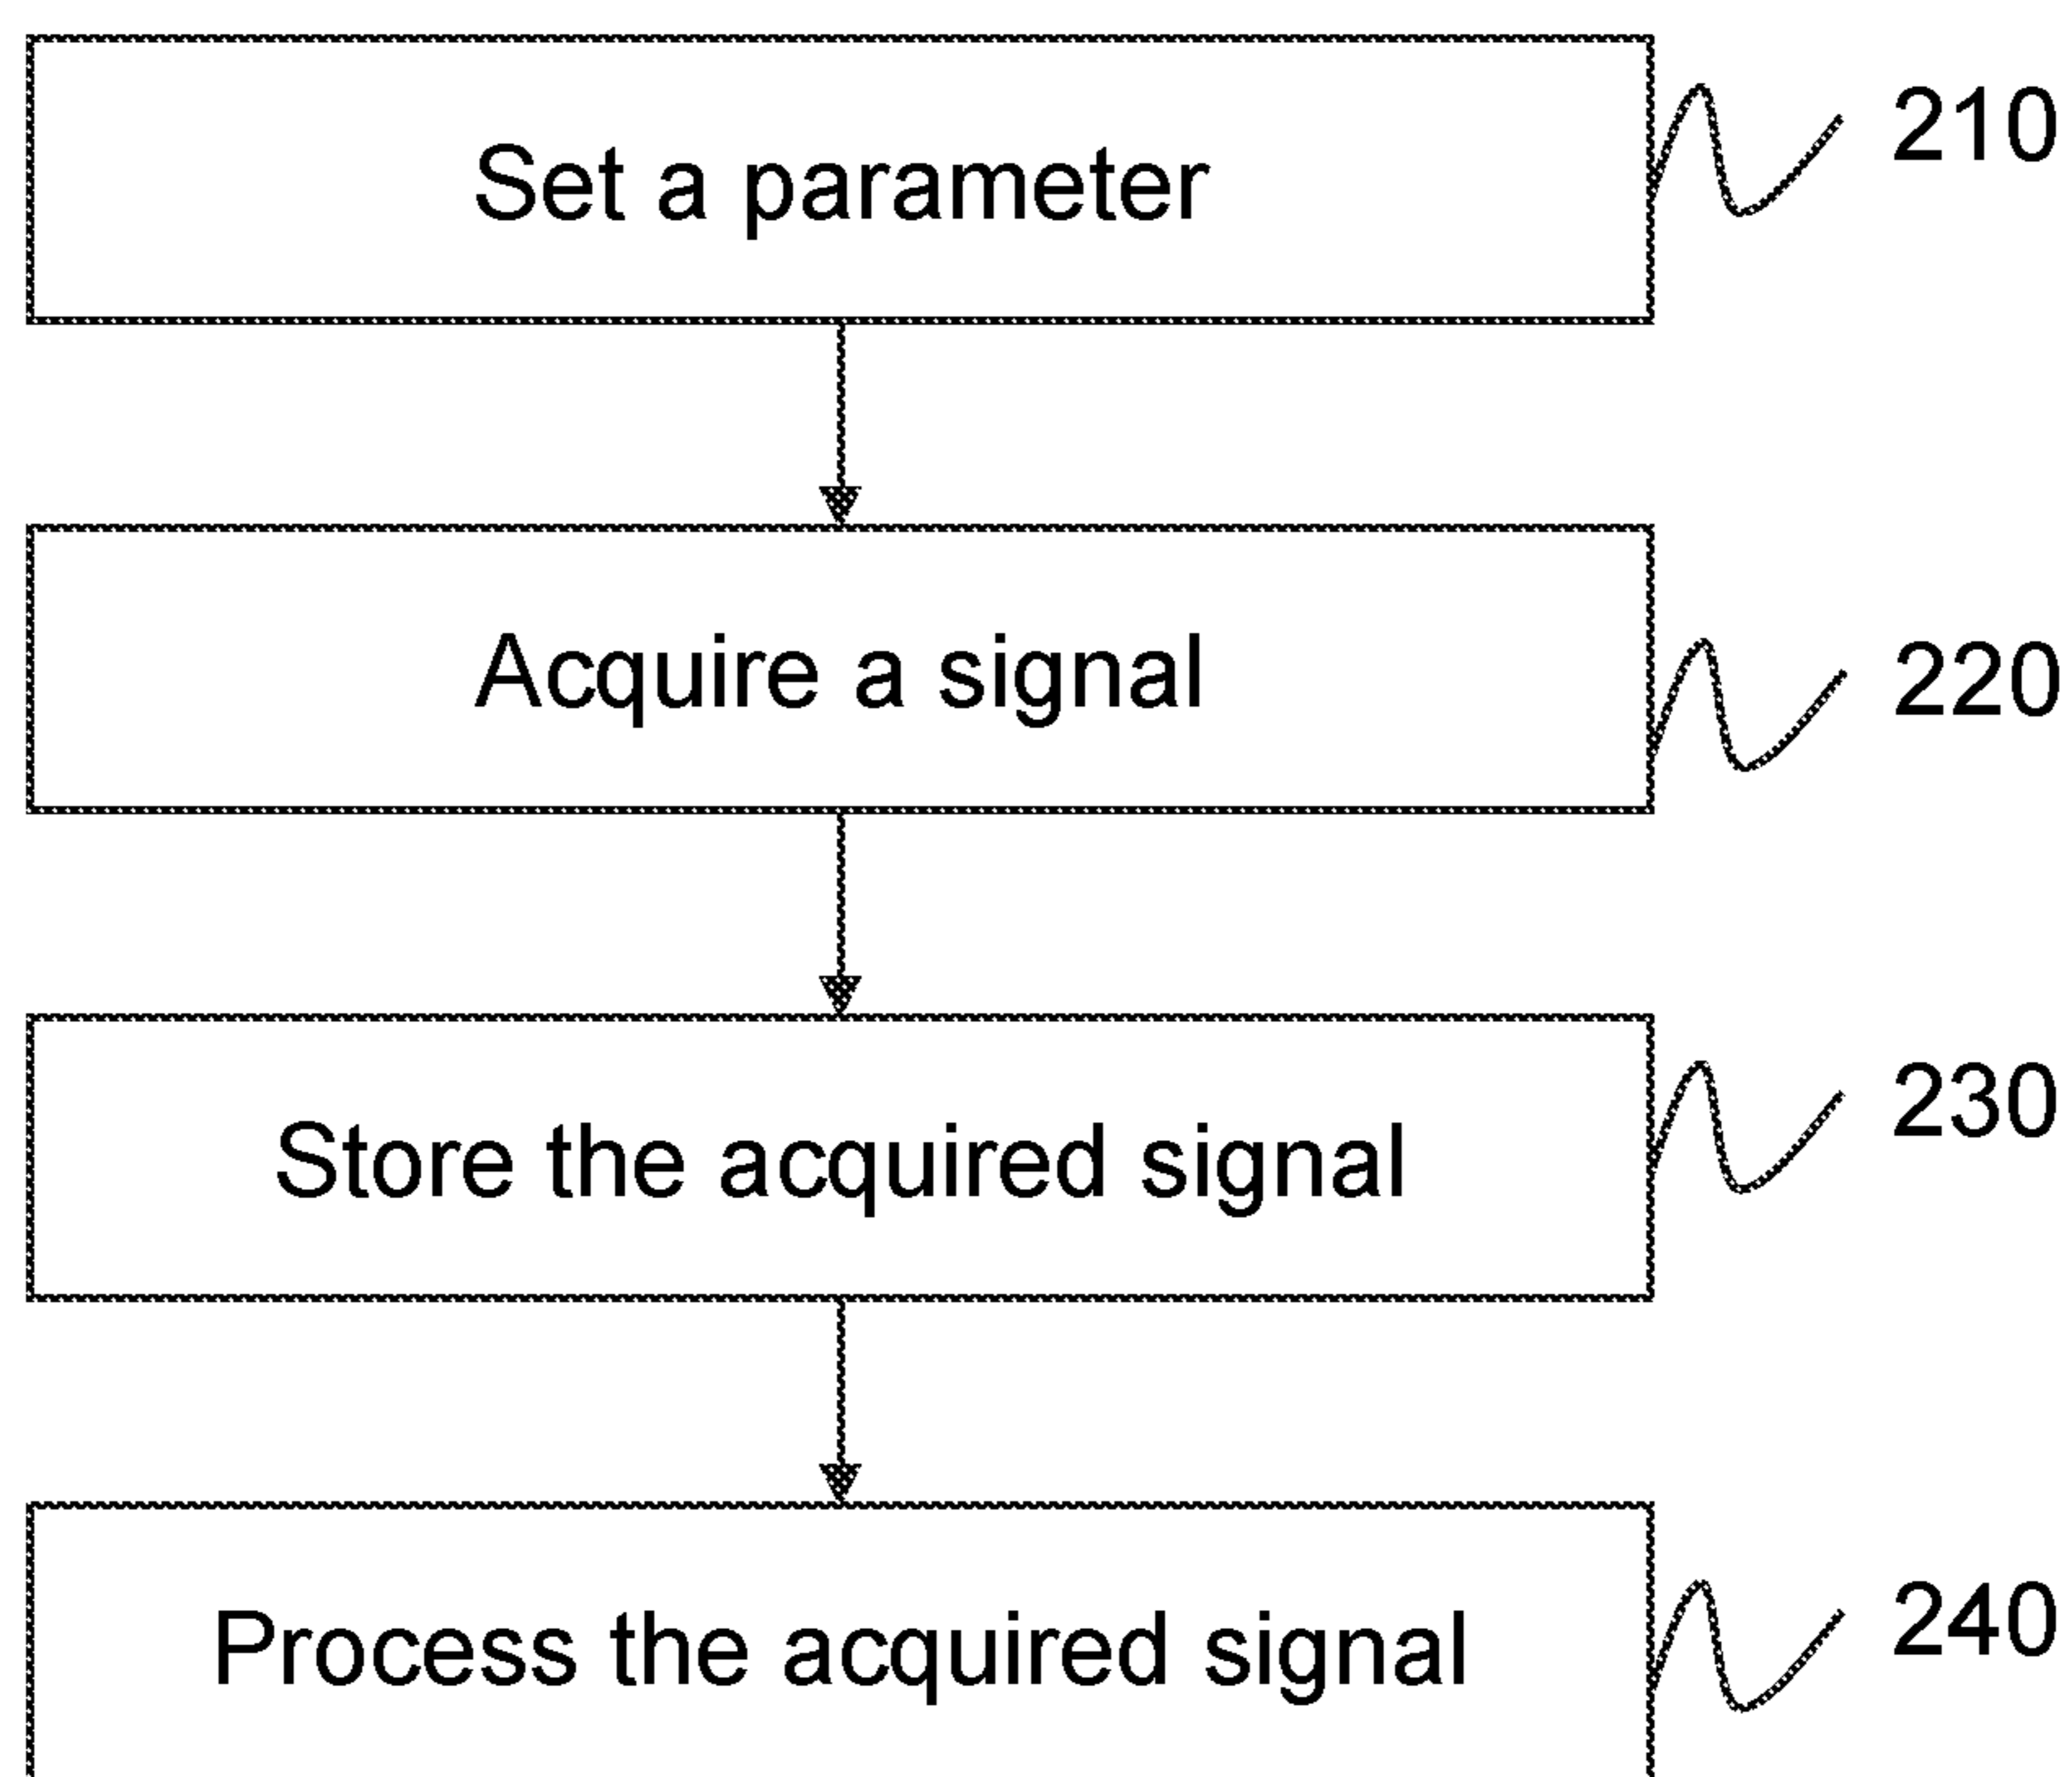 Set a parameter
210
Acquire a signal
220
Store the acquired signal
230
Process the acquired signal
240